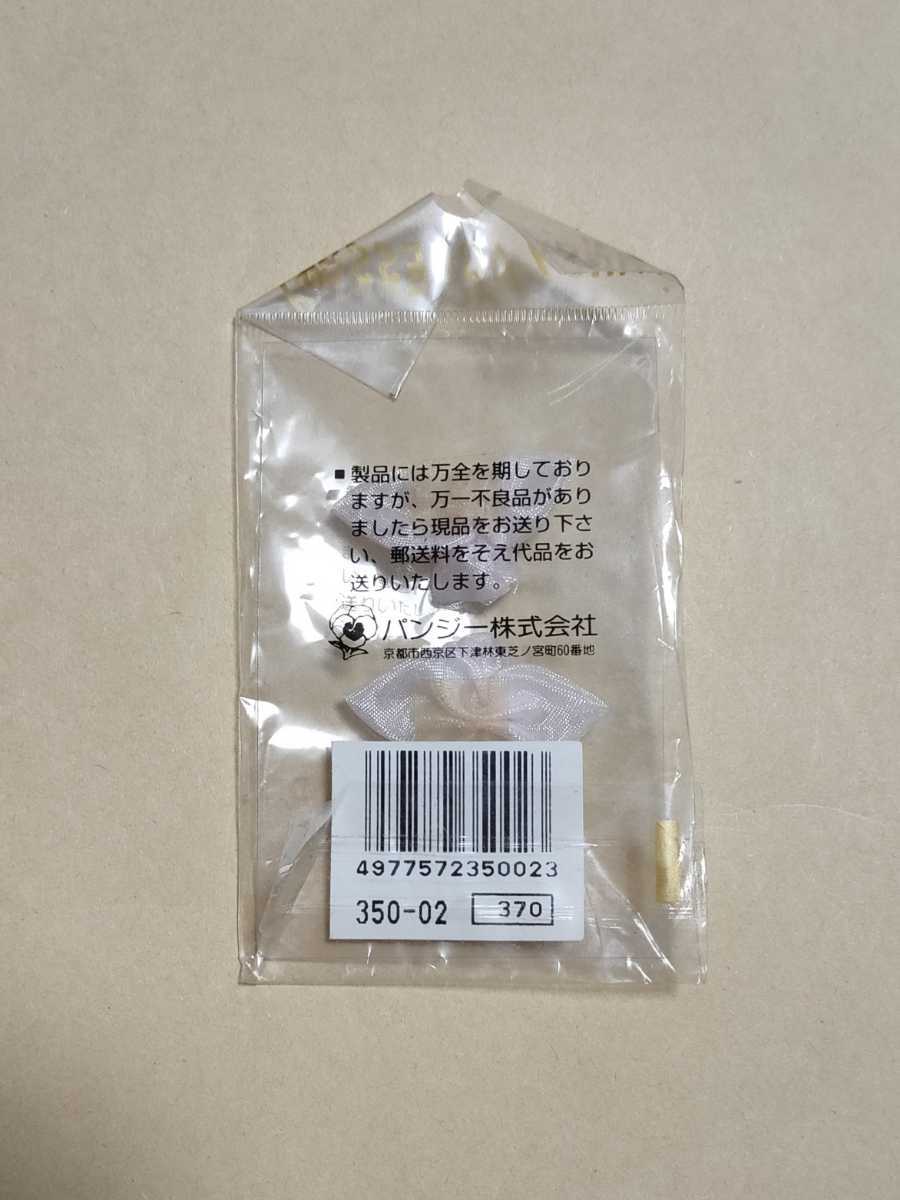 ■製品には万全を期しており
ますが、万一不良品があり
ましたら現品をお送り下さ
い、郵送料をそえ代品をお
送りいたします。
パンジー株式会社
京都市西京区下津林東芝ノ宮町60番地
4977572350023
350-02 370